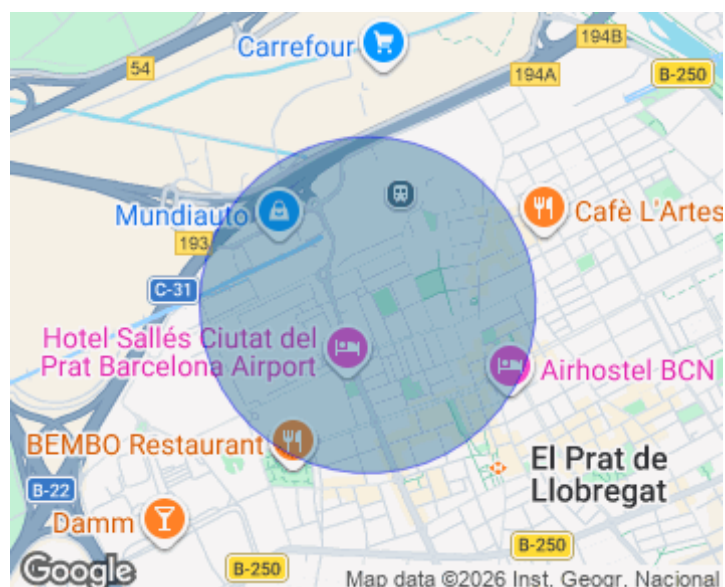 194B
Carrefour
54
194A
B-250
Mundiauto
Cafè L'Artes
193
C-31
Hotel Sallés Ciutat del
Prat Barcelona Airport
Airhostel BCN
BEMBO Restaurant
El Prat de
Llobregat
B-22
Damm
B-250
B-250
Google
Map data ©2026 Inst. Geogr. Nacional